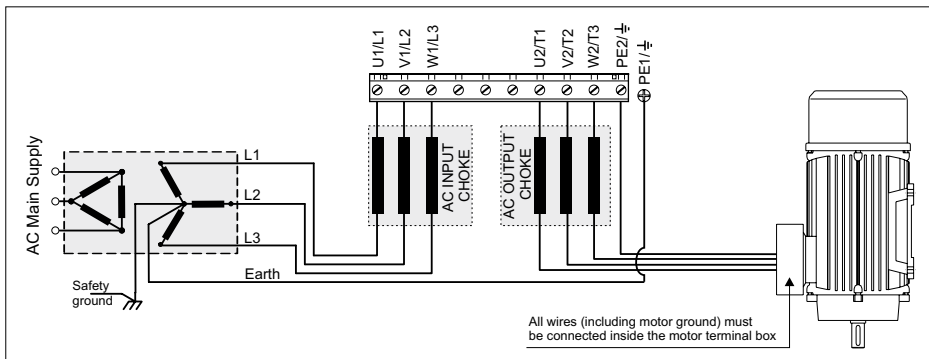 U1/L1
V1/L2
W1/L3
U2/T1
V2/T2
W2/T3
PE2/⏚
PE1/⏚
AC Main Supply
L1
L2
L3
Earth
Safety
ground
AC INPUT
CHOKE
AC OUTPUT
CHOKE
All wires (including motor ground) must
be connected inside the motor terminal box